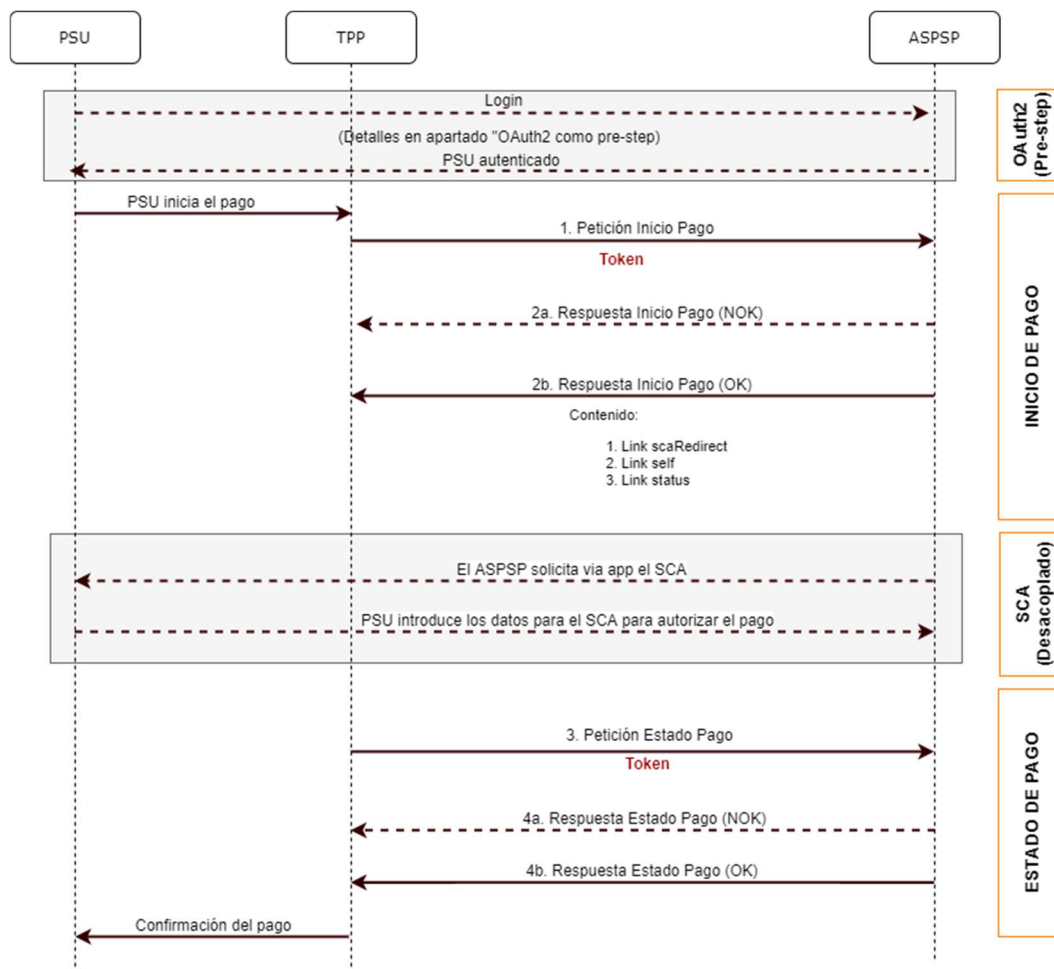 PSU
TPP
ASPSP
Login
(Detalles en apartado "OAuth2 como pre-step)
PSU autenticado
OAuth2
(Pre-step)
PSU inicia el pago
1. Petición Inicio Pago
Token
2a. Respuesta Inicio Pago (NOK)
2b. Respuesta Inicio Pago (OK)
Contenido:
1. Link scaRedirect
2. Link self
3. Link status
INICIO DE PAGO
El ASPSP solicita via app el SCA
PSU introduce los datos para el SCA para autorizar el pago
SCA
(Desacoplado)
3. Petición Estado Pago
Token
4a. Respuesta Estado Pago (NOK)
4b. Respuesta Estado Pago (OK)
Confirmación del pago
ESTADO DE PAGO